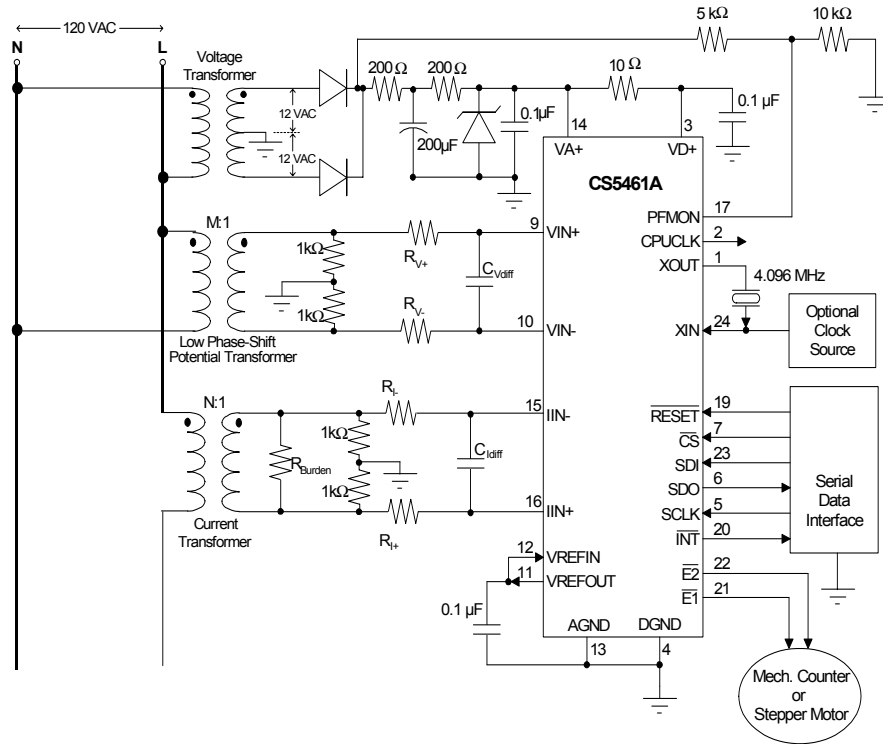 120 VAC
N
L
Voltage
Transformer
12 VAC
12 VAC
200 Ω
200 Ω
200µF
0.1µF
5 kΩ
10 kΩ
10 Ω
0.1 µF
14
3
VA+
VD+
CS5461A
PFMON
17
CPUCLK
2
XOUT
1
4.096 MHz
XIN
24
Optional
Clock
Source
M:1
1kΩ
1kΩ
RV+
RV-
CVdiff
9
VIN+
10
VIN-
Low Phase-Shift
Potential Transformer
N:1
RBurden
1kΩ
1kΩ
RI-
RI+
CIdiff
15
IIN-
16
IIN+
Current
Transformer
12
VREFIN
11
VREFOUT
0.1 µF
AGND
13
DGND
4
RESET
19
CS
7
SDI
23
SDO
6
SCLK
5
INT
20
Serial
Data
Interface
E2
22
E1
21
Mech. Counter
or
Stepper Motor